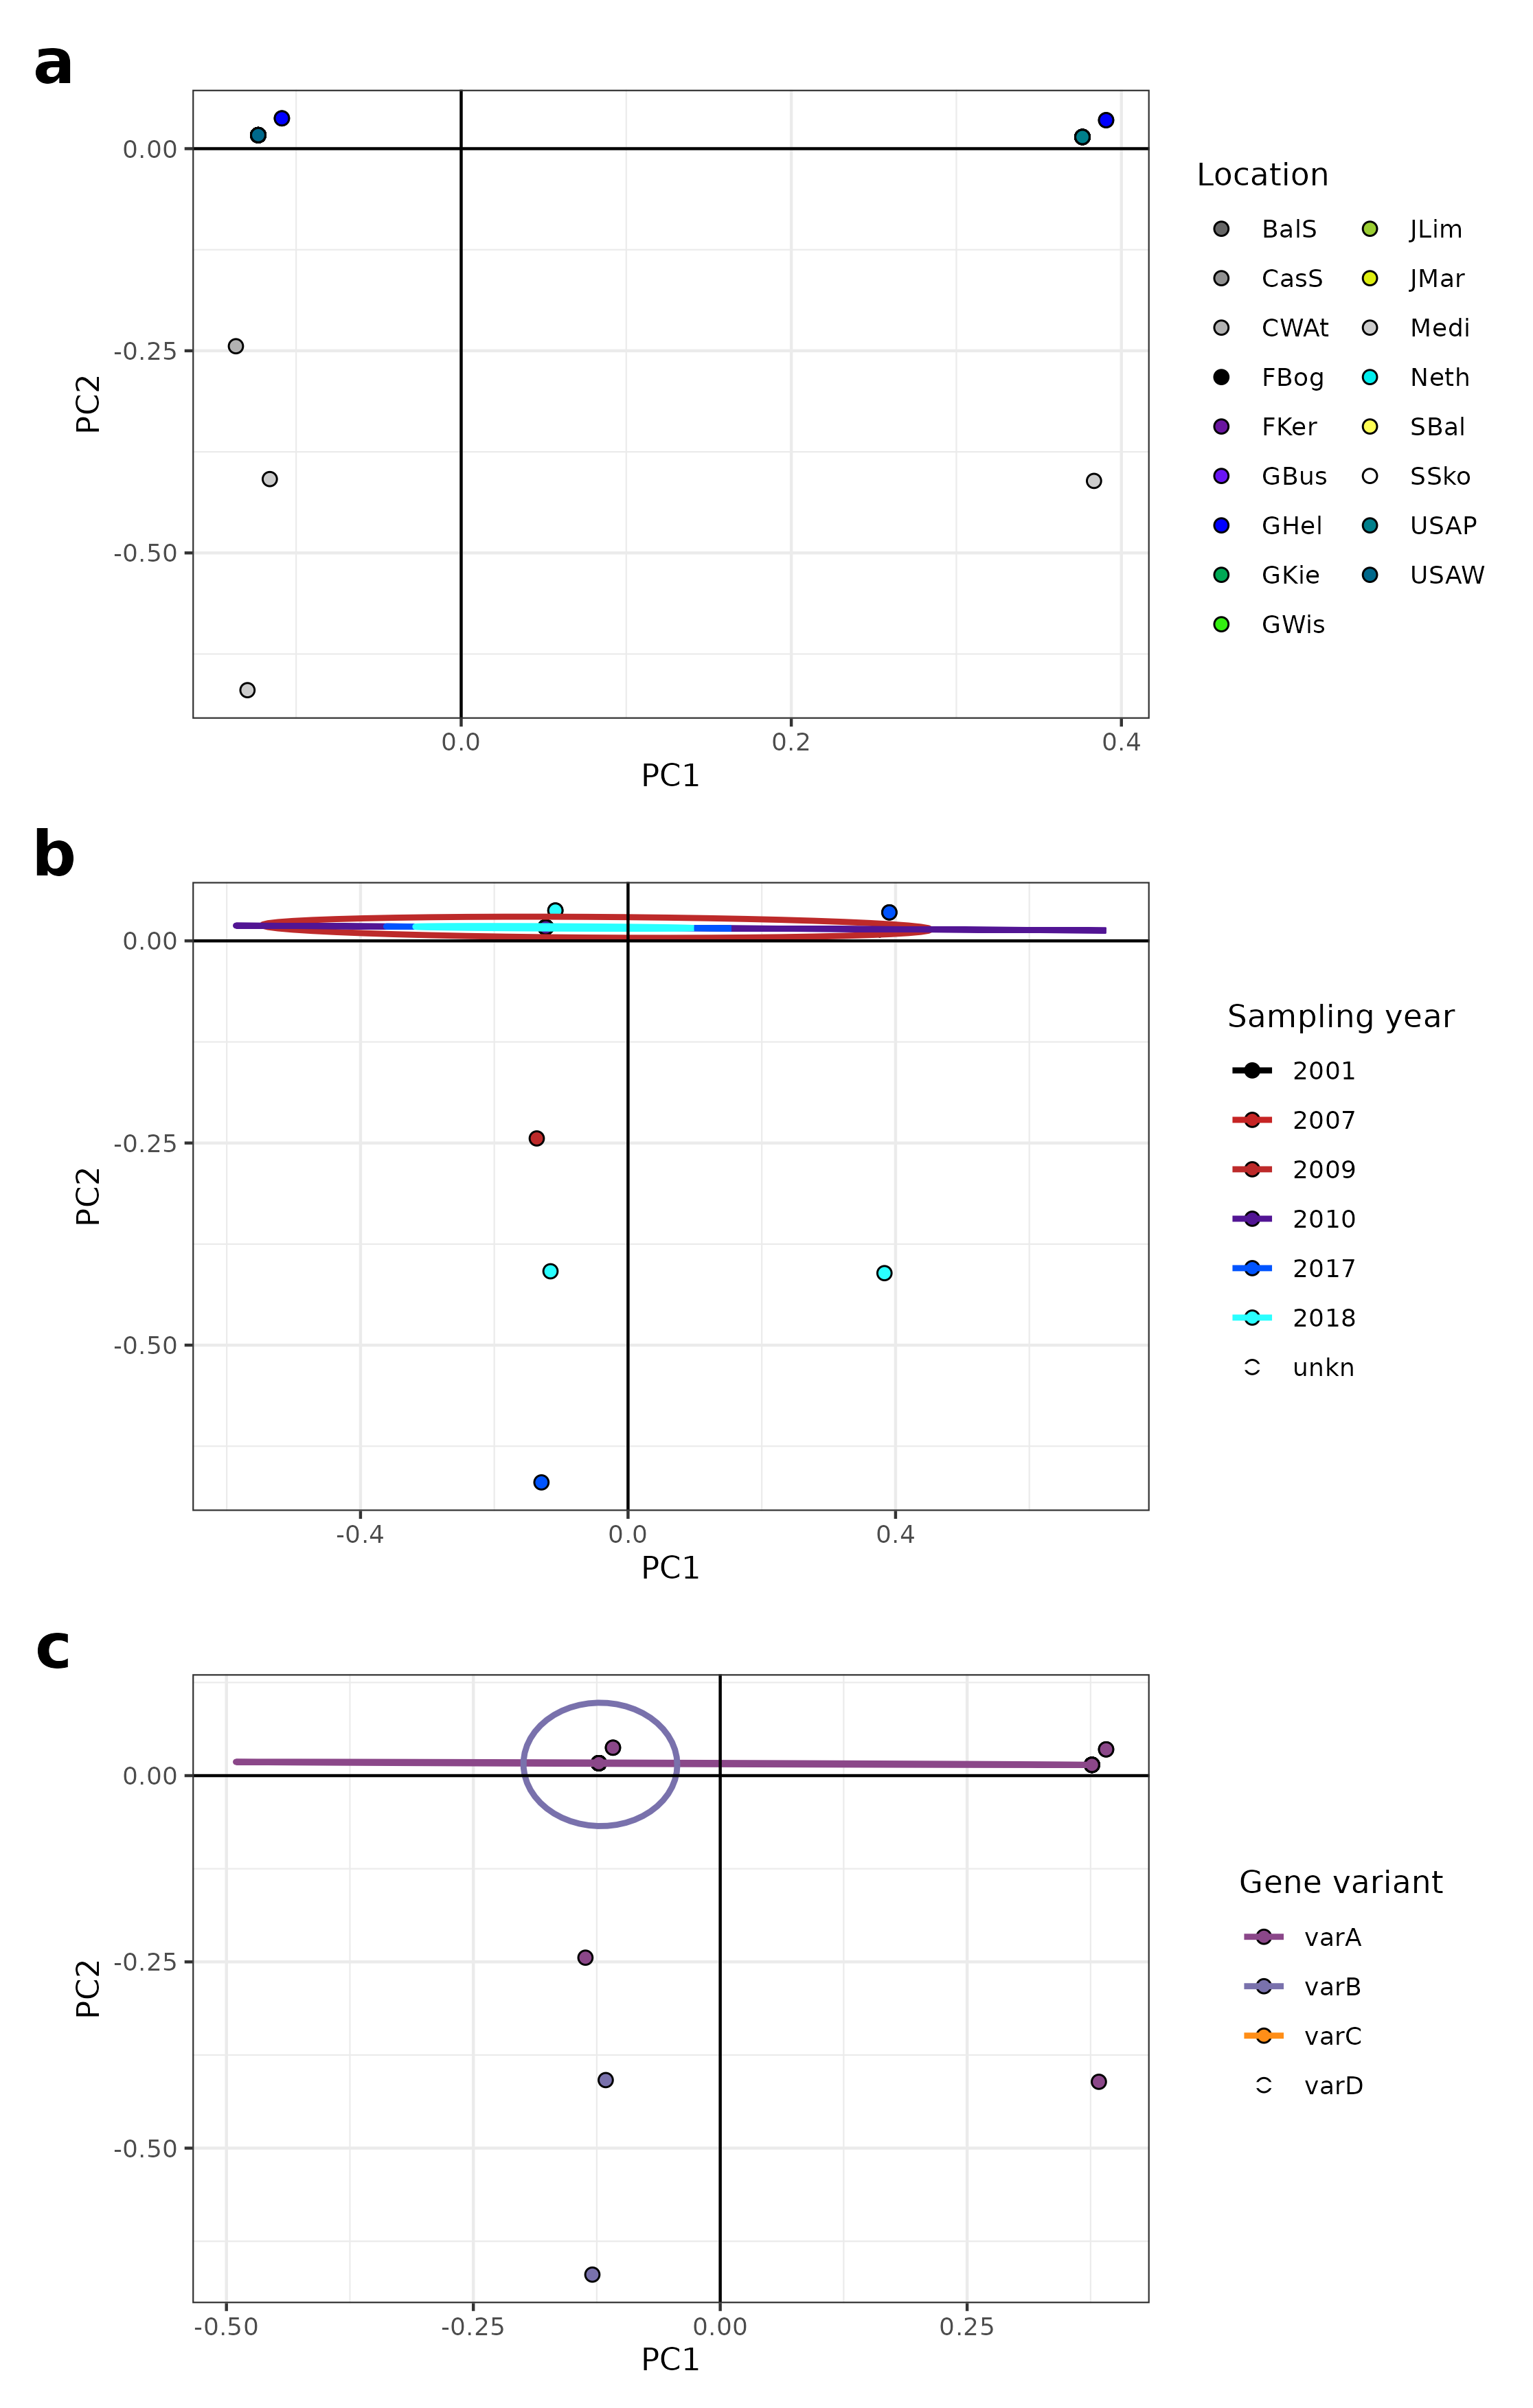 a
0.00
-0.25
-0.50
PC2
0.0 0.2 0.4
PC1
Location
BalS JLim
CasS JMar
CWAt Medi
FBog Neth
FKer SBal
GBus SSko
GHel USAP
GKie USAW
GWis
b
0.00
-0.25
-0.50
PC2
-0.4 0.0 0.4
PC1
Sampling year
2001
2007
2009
2010
2017
2018
unkn
c
0.00
-0.25
-0.50
PC2
-0.50 -0.25 0.00 0.25
PC1
Gene variant
varA
varB
varC
varD